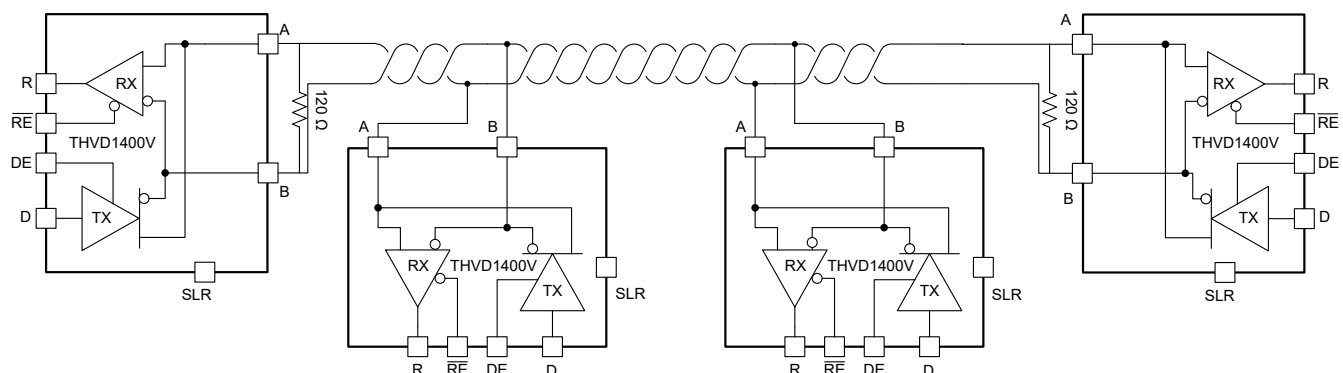 A
R
RX
RE
THVD1400V
DE
B
D
TX
SLR
120 Ω
A
B
RX
THVD1400V
TX
SLR
R
RE
DE
D
A
B
RX
THVD1400V
TX
SLR
R
RE
DE
D
120 Ω
A
RX
R
RE
THVD1400V
DE
B
TX
D
SLR